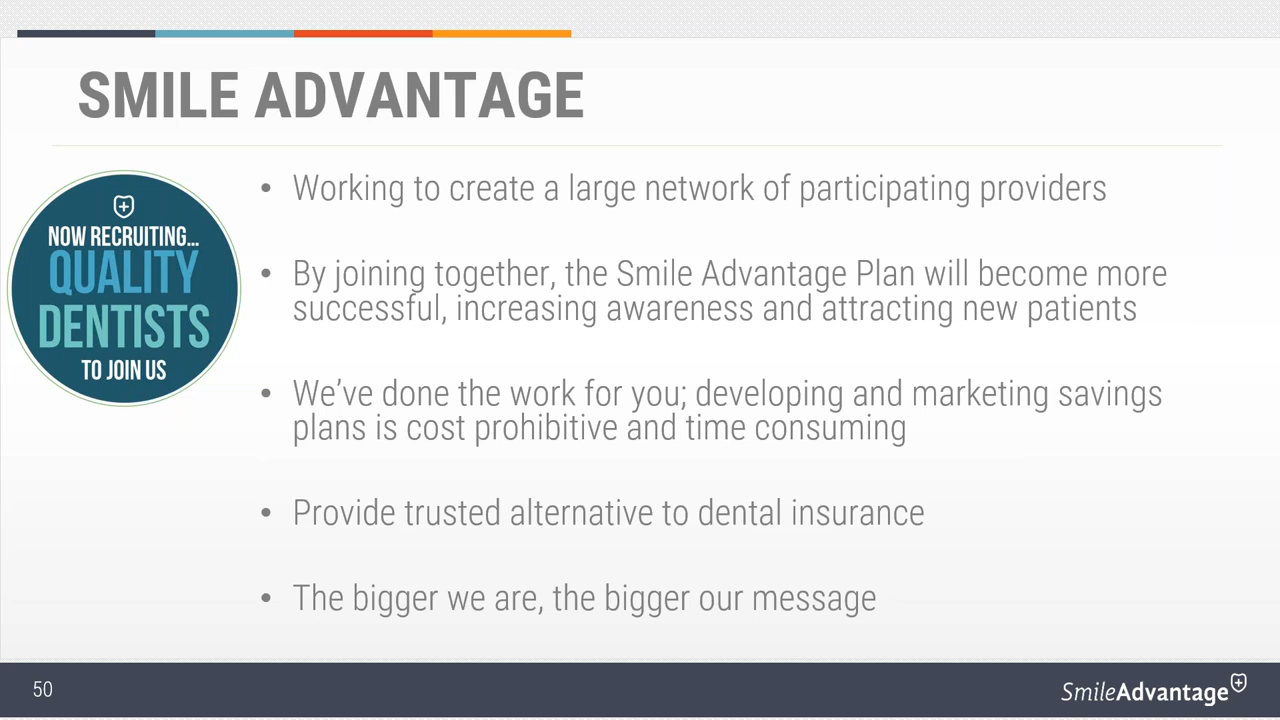 SMILE ADVANTAGE
NOW RECRUITING...
QUALITY
DENTISTS
TO JOIN US
• Working to create a large network of participating providers
• By joining together, the Smile Advantage Plan will become more
successful, increasing awareness and attracting new patients
• We’ve done the work for you; developing and marketing savings
plans is cost prohibitive and time consuming
• Provide trusted alternative to dental insurance
• The bigger we are, the bigger our message
50
SmileAdvantage